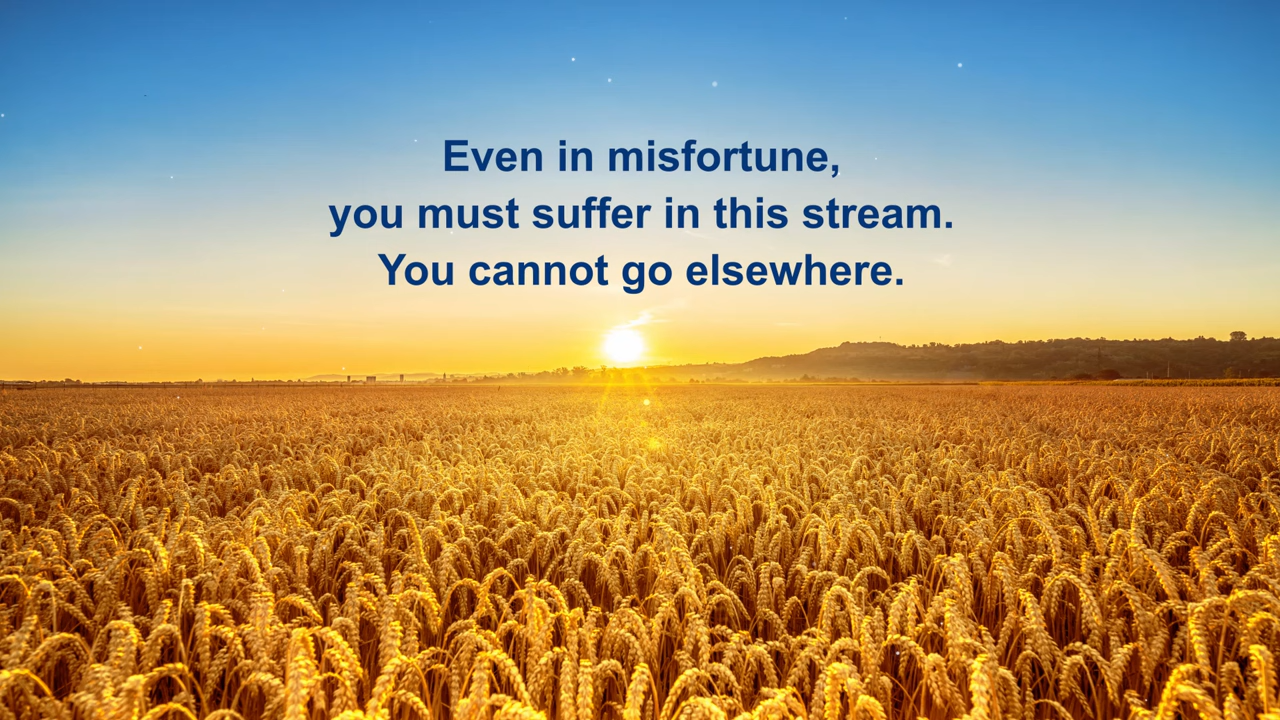 Even in misfortune,
you must suffer in this stream.
You cannot go elsewhere.